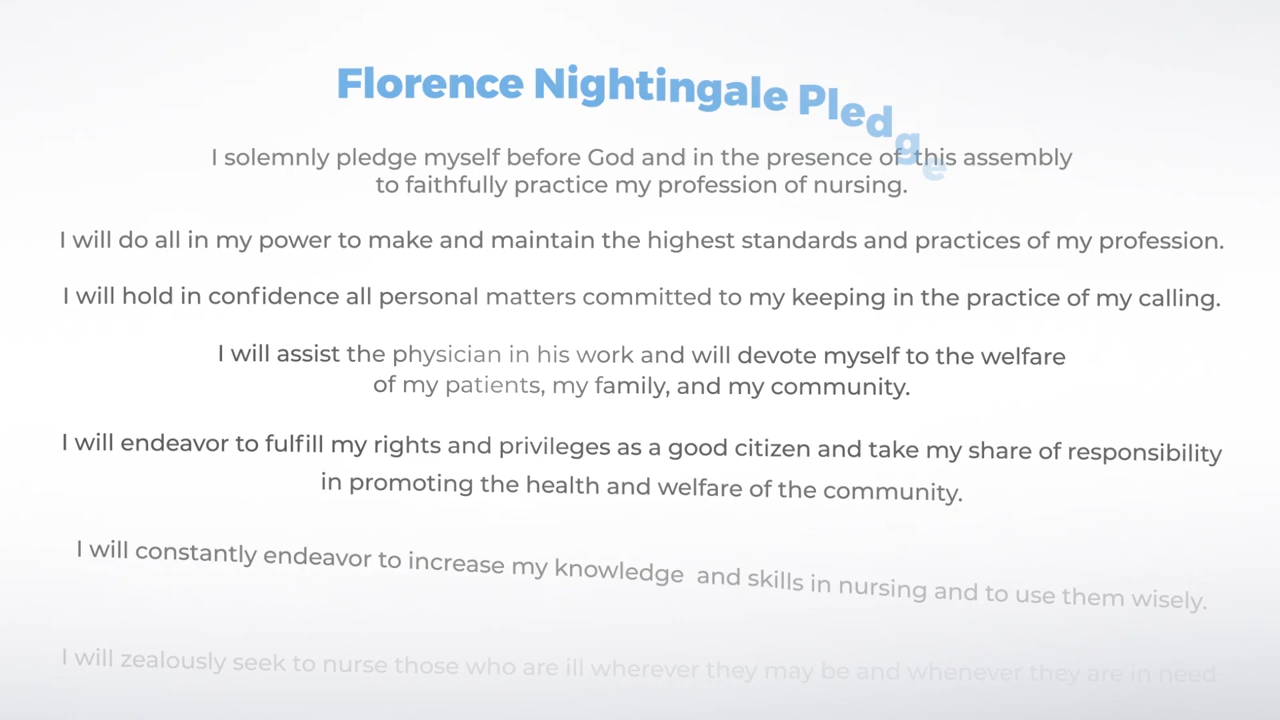 Florence Nightingale Pledge
I solemnly pledge myself before God and in the presence of this assembly
to faithfully practice my profession of nursing.
I will do all in my power to make and maintain the highest standards and practices of my profession.
I will hold in confidence all personal matters committed to my keeping in the practice of my calling.
I will assist the physician in his work and will devote myself to the welfare
of my patients, my family, and my community.
I will endeavor to fulfill my rights and privileges as a good citizen and take my share of responsibility
in promoting the health and welfare of the community.
I will constantly endeavor to increase my knowledge and skills in nursing and to use them wisely.
I will zealously seek to nurse those who are ill wherever they may be and whenever they are in need.